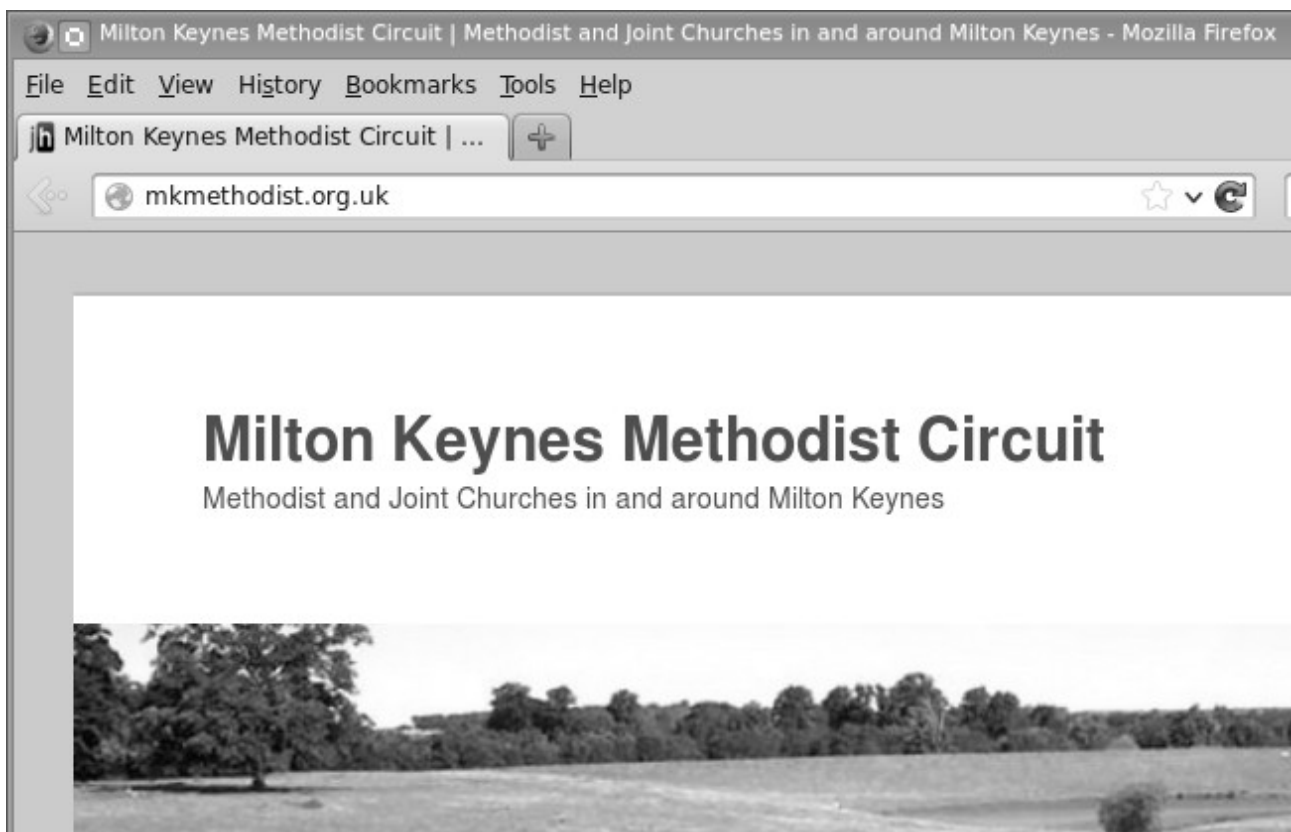 Milton Keynes Methodist Circuit | Methodist and Joint Churches in and around Milton Keynes - Mozilla Firefox
File Edit View History Bookmarks Tools Help
jh Milton Keynes Methodist Circuit | ...
mkmethodist.org.uk
Milton Keynes Methodist Circuit
Methodist and Joint Churches in and around Milton Keynes